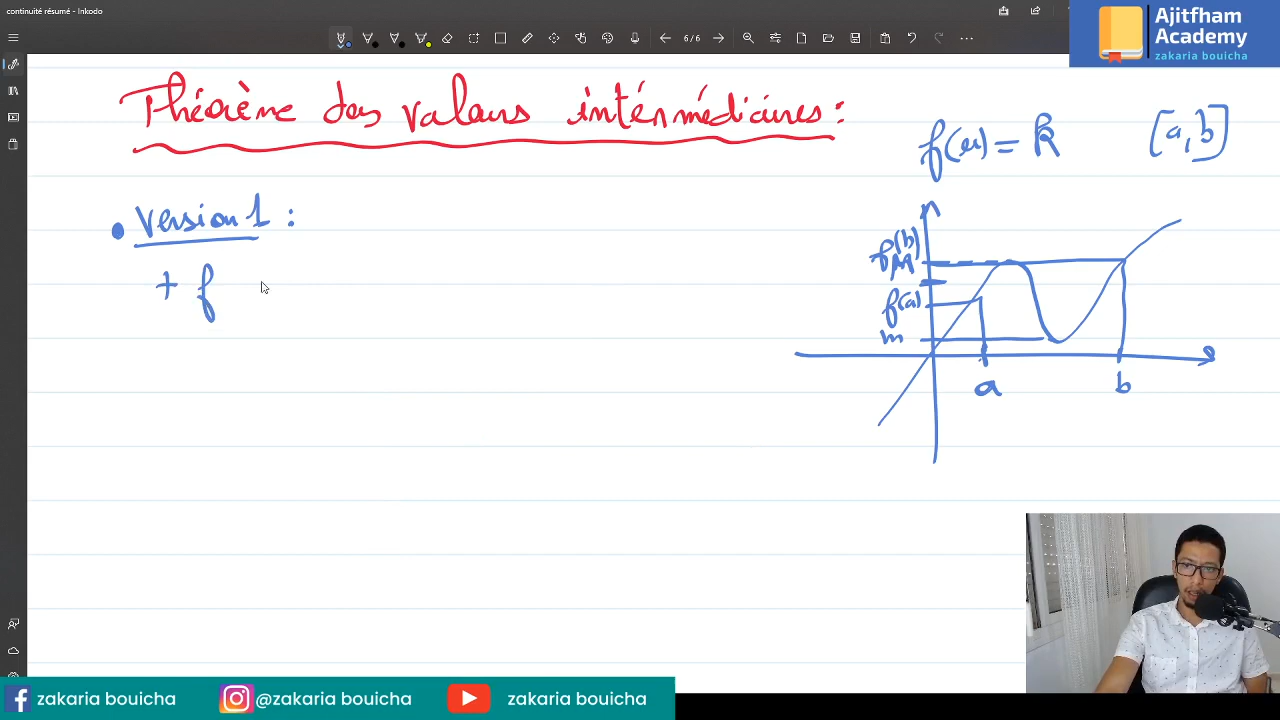 continuité résumé - Inkodo
6/6
Ajitfham
Academy
zakaria bouicha
Théorème des valeurs intérmédiaires :
f(x) = k [a, b]
• Version 1 :
+ f
f(b)
M
f(a)
m
a b
zakaria bouicha @zakaria bouicha zakaria bouicha